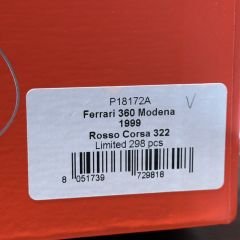 P18172A
Ferrari 360 Modena
1999
Rosso Corsa 322
Limited 298 pcs
8 051739 729818